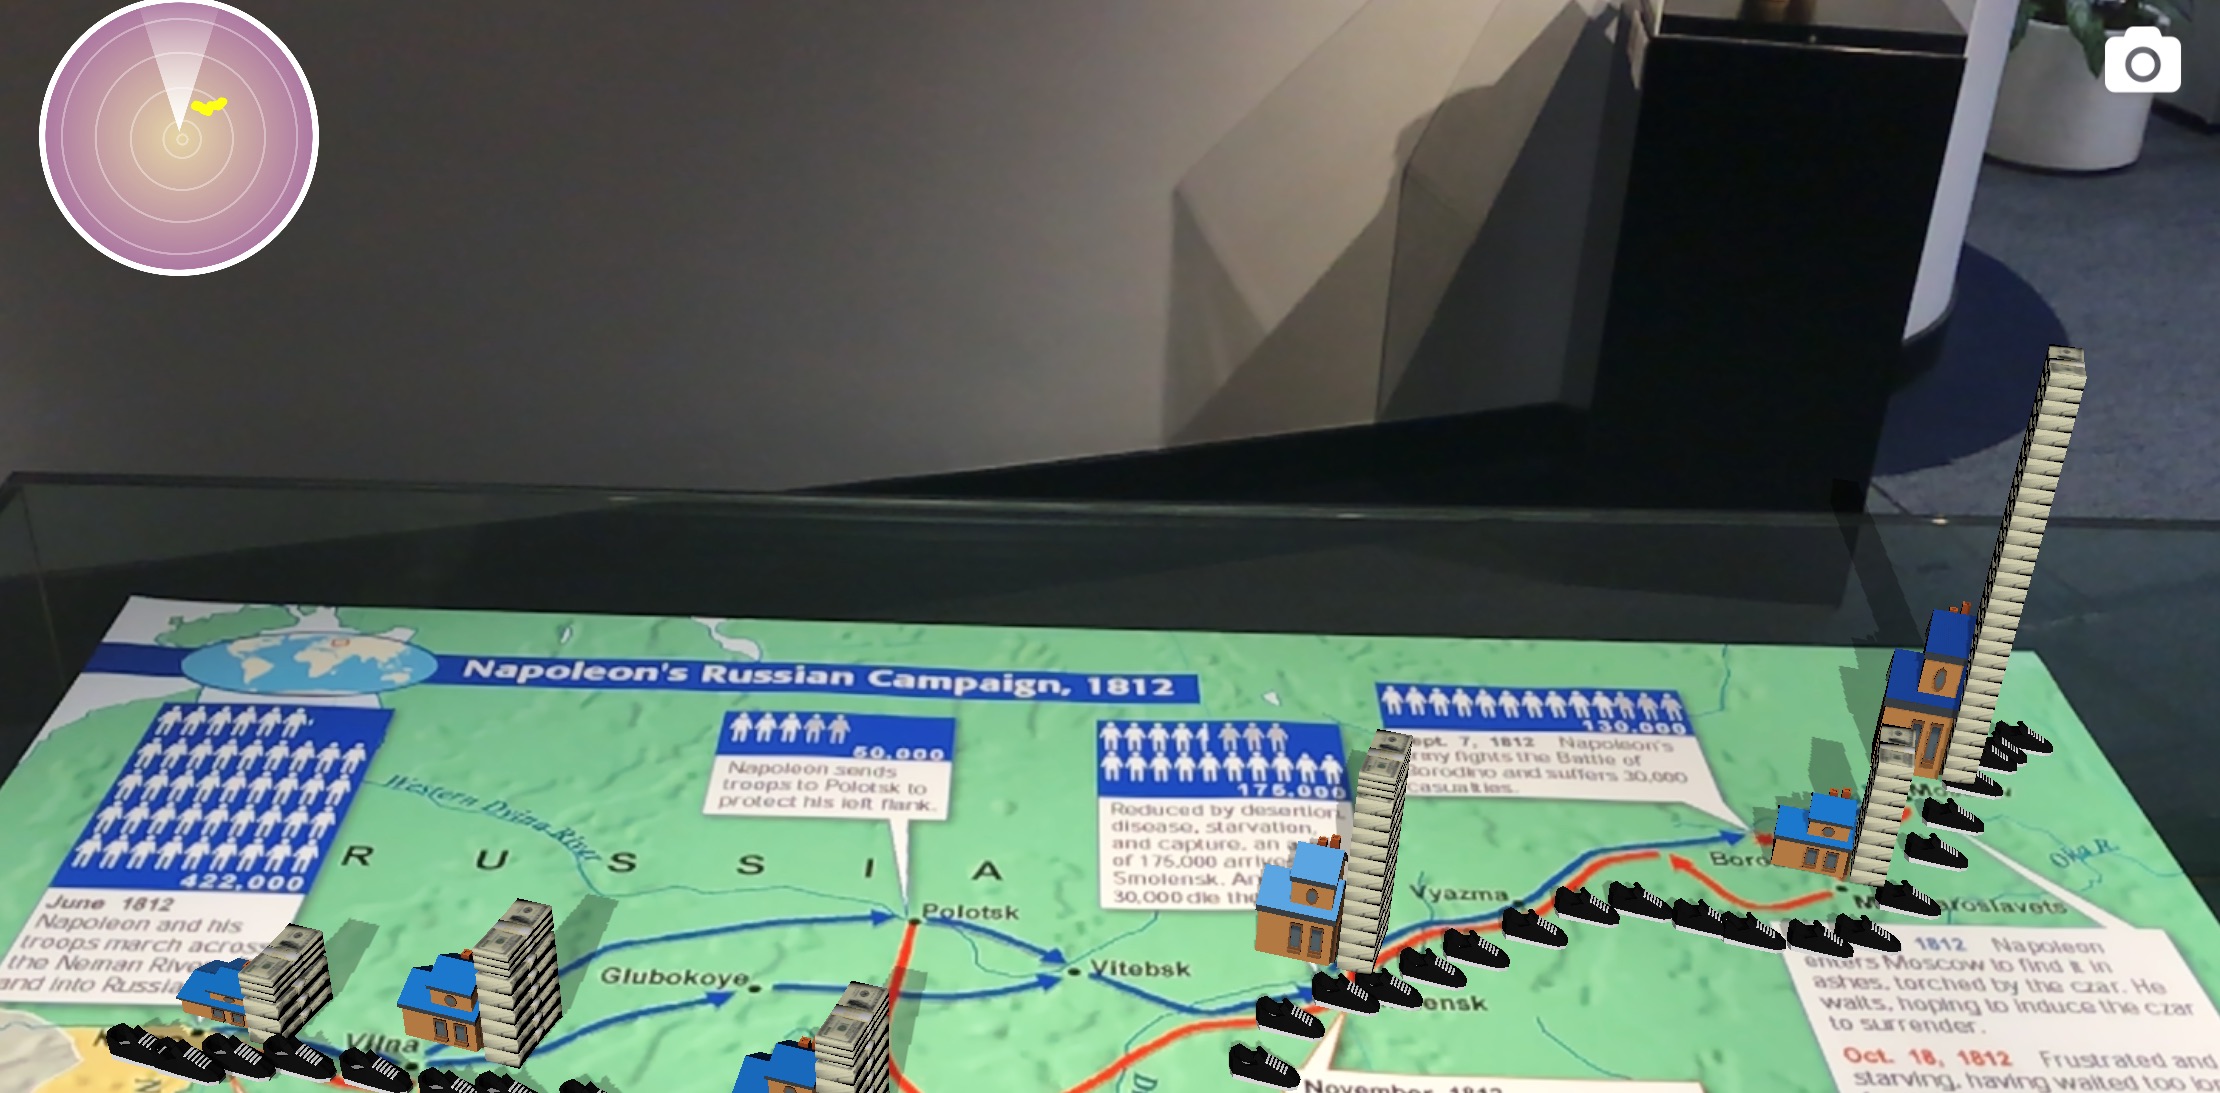 Napoleon's Russian Campaign, 1812
422,000
June 1812
Napoleon and his
troops march across
the Neman
and into Russia
50,000
Napoleon sends
troops to Polotsk to
protect his left flank.
175,000
Reduced by desertion,
disease, starvation,
and capture, an
of 175,000
Smolensk.
30,000 die
130,000
7, 1812 Napoleon's
fights the Battle of
Borodino and suffers 30,000
casualties.
Western Dvina River
RUSSIA
Polotsk
Glubokoye
Vitebsk
Vyazma
Vilna
Oka R.
1812 Napoleon
enters Moscow to find it in
ashes, torched by the czar. He
waits, hoping to induce the czar
to surrender.
Oct. 18, 1812 Frustrated and
starving, having waited too
November, 1812